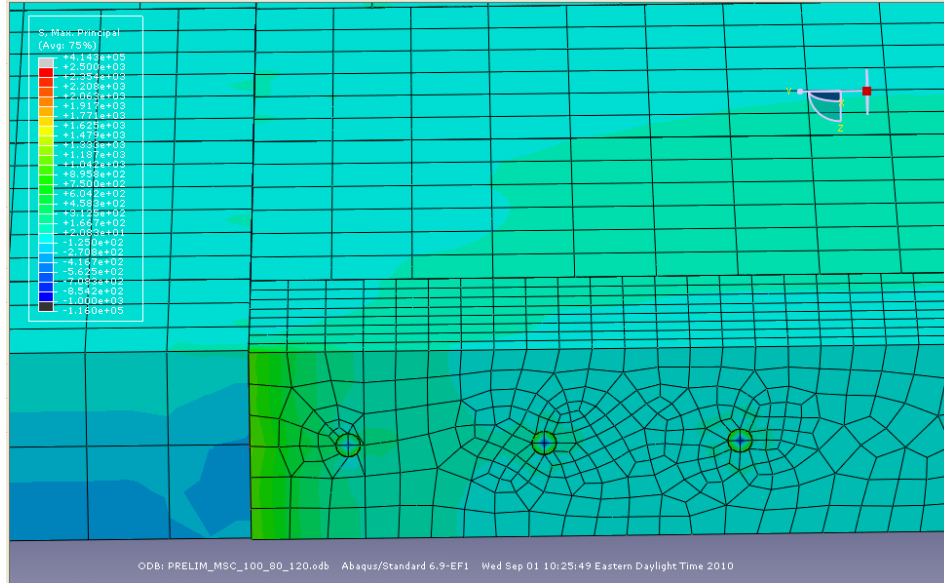 S, Max. Principal
(Avg: 75%)
+4.143e+05
+2.500e+03
+2.354e+03
+2.208e+03
+2.063e+03
+1.917e+03
+1.771e+03
+1.625e+03
+1.479e+03
+1.333e+03
+1.187e+03
+1.042e+03
+8.958e+02
+7.500e+02
+6.042e+02
+4.583e+02
+3.125e+02
+1.667e+02
+2.083e+01
-1.250e+02
-2.708e+02
-4.167e+02
-5.625e+02
-7.083e+02
-8.542e+02
-1.000e+03
-1.160e+05
Y
X
Z
ODB: PRELIM_MSC_100_80_120.odb Abaqus/Standard 6.9-EF1 Wed Sep 01 10:25:49 Eastern Daylight Time 2010